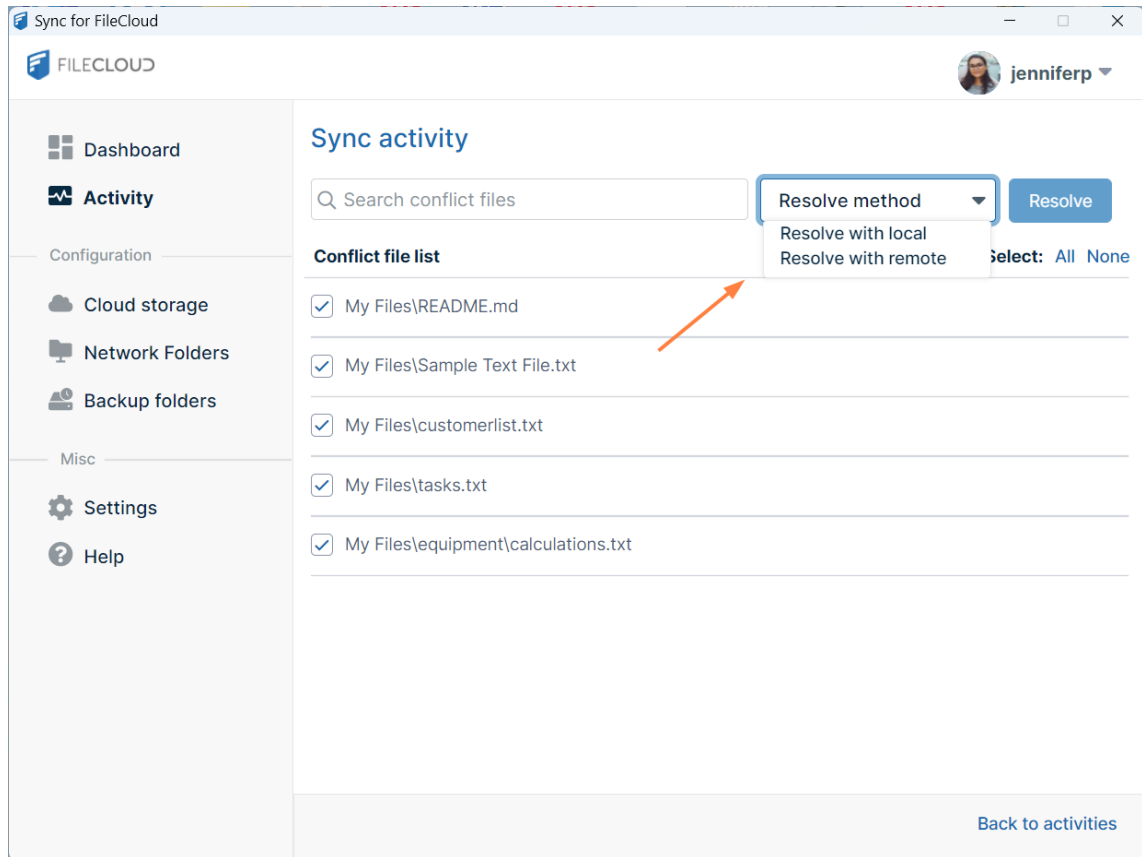 Sync for FileCloud
FILECLOUD
jenniferp
Dashboard
Activity
Configuration
Cloud storage
Network Folders
Backup folders
Misc
Settings
Help
Sync activity
Search conflict files
Resolve method
Resolve
Resolve with local
Resolve with remote
Conflict file list
Select: All None
My Files\README.md
My Files\Sample Text File.txt
My Files\customerlist.txt
My Files\tasks.txt
My Files\equipment\calculations.txt
Back to activities